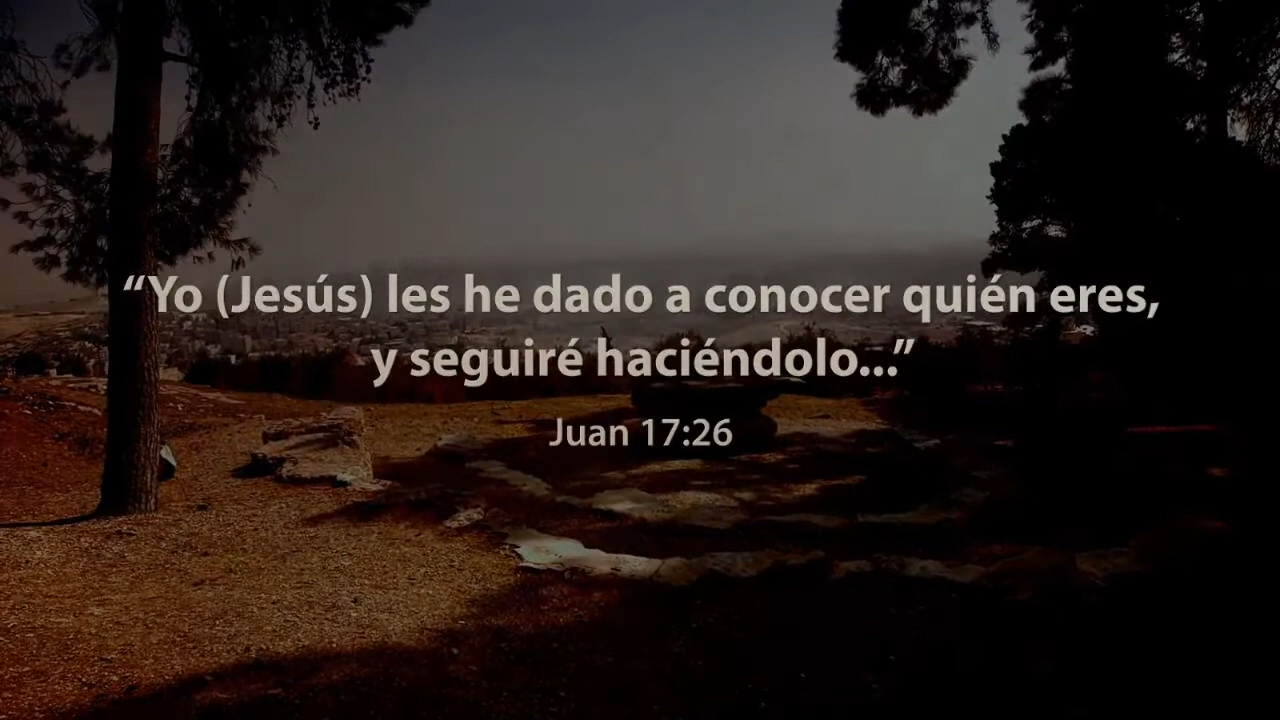 “Yo (Jesús) les he dado a conocer quién eres,
y seguiré haciéndolo...”
Juan 17:26